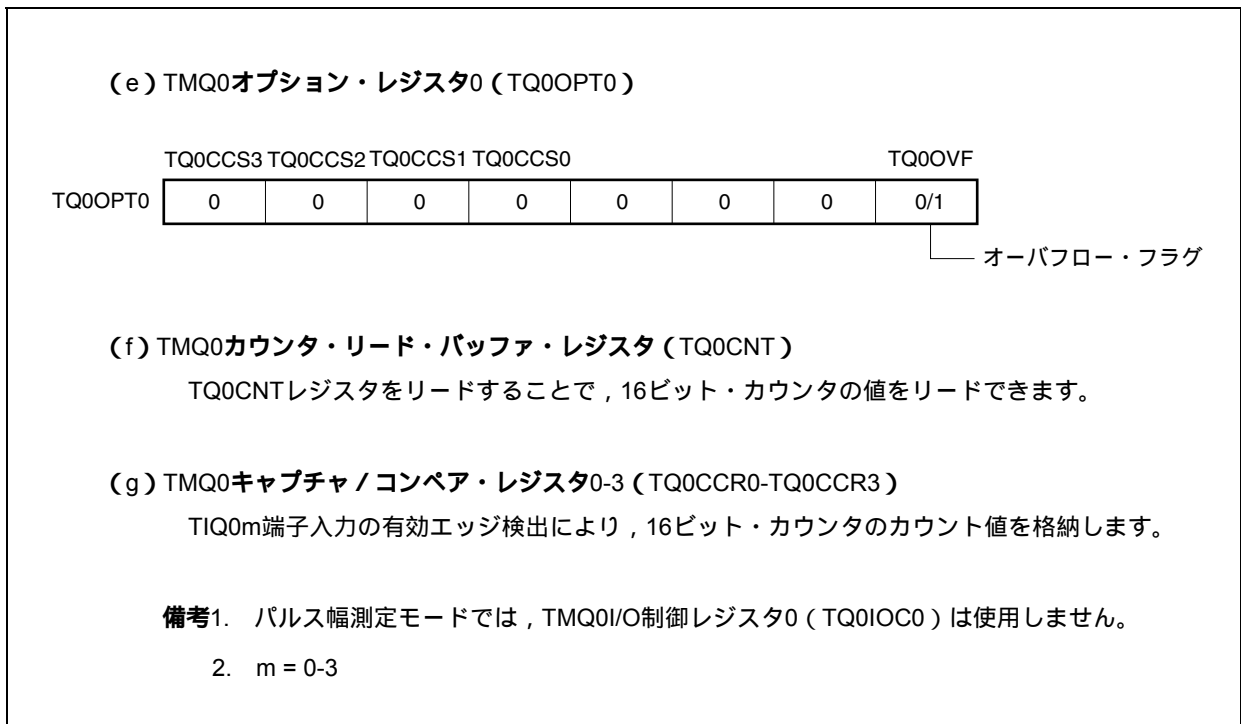 (e) TMQ0オプション・レジスタ0(TQ0OPT0)
TQ0CCS3 TQ0CCS2 TQ0CCS1 TQ0CCS0 TQ0OVF
TQ0OPT0 0 0 0 0 0 0 0 0/1
オーバフロー・フラグ
(f) TMQ0カウンタ・リード・バッファ・レジスタ(TQ0CNT)
TQ0CNTレジスタをリードすることで,16ビット・カウンタの値をリードできます。
(g) TMQ0キャプチャ/コンペア・レジスタ0-3(TQ0CCR0-TQ0CCR3)
TIQ0m端子入力の有効エッジ検出により,16ビット・カウンタのカウント値を格納します。
備考1. パルス幅測定モードでは,TMQ0I/O制御レジスタ0(TQ0IOC0)は使用しません。
2. m = 0-3